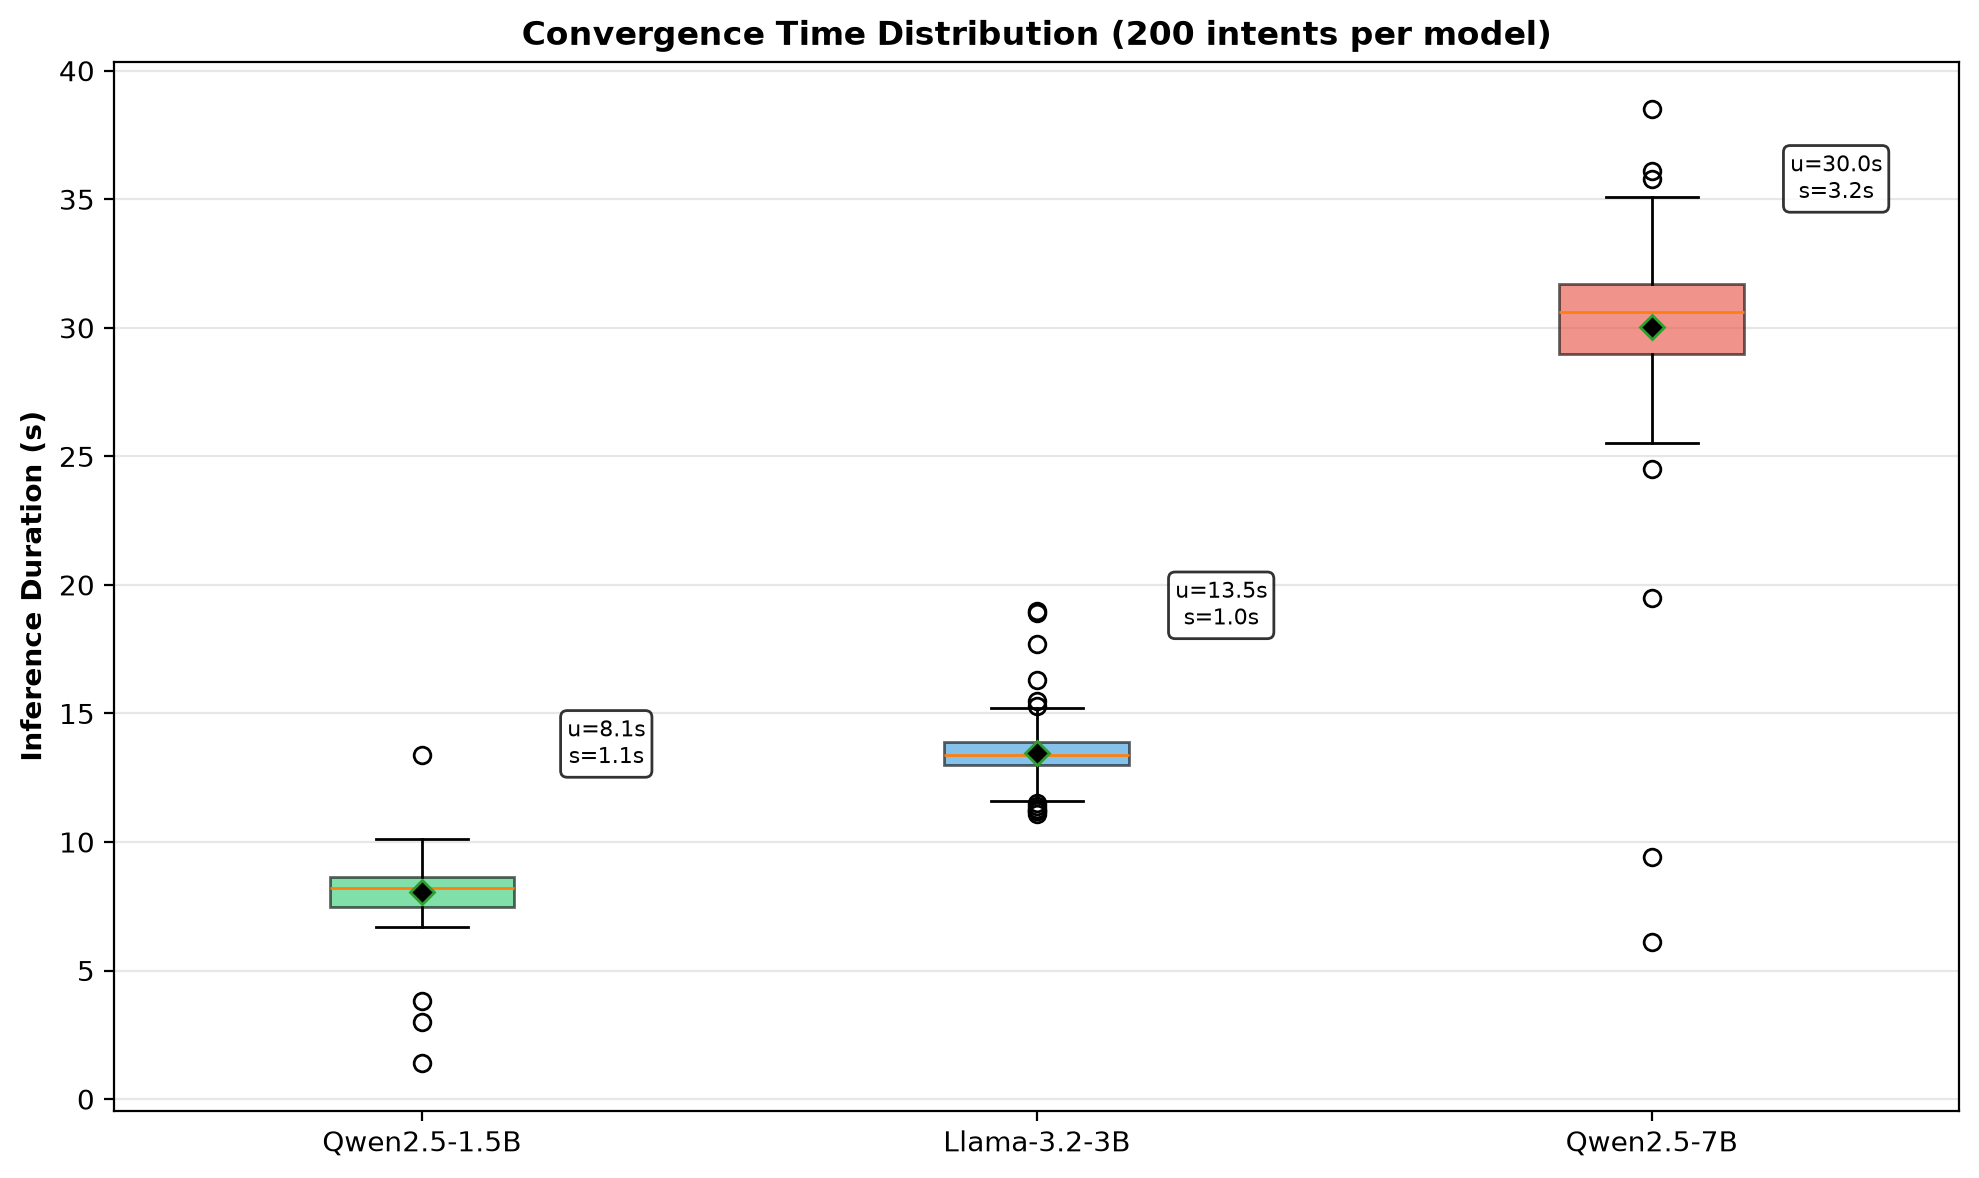 Convergence Time Distribution (200 intents per model)
Inference Duration (s)
40
35
30
25
20
15
10
5
0
u=8.1s
s=1.1s
u=13.5s
s=1.0s
u=30.0s
s=3.2s
Qwen2.5-1.5B
Llama-3.2-3B
Qwen2.5-7B